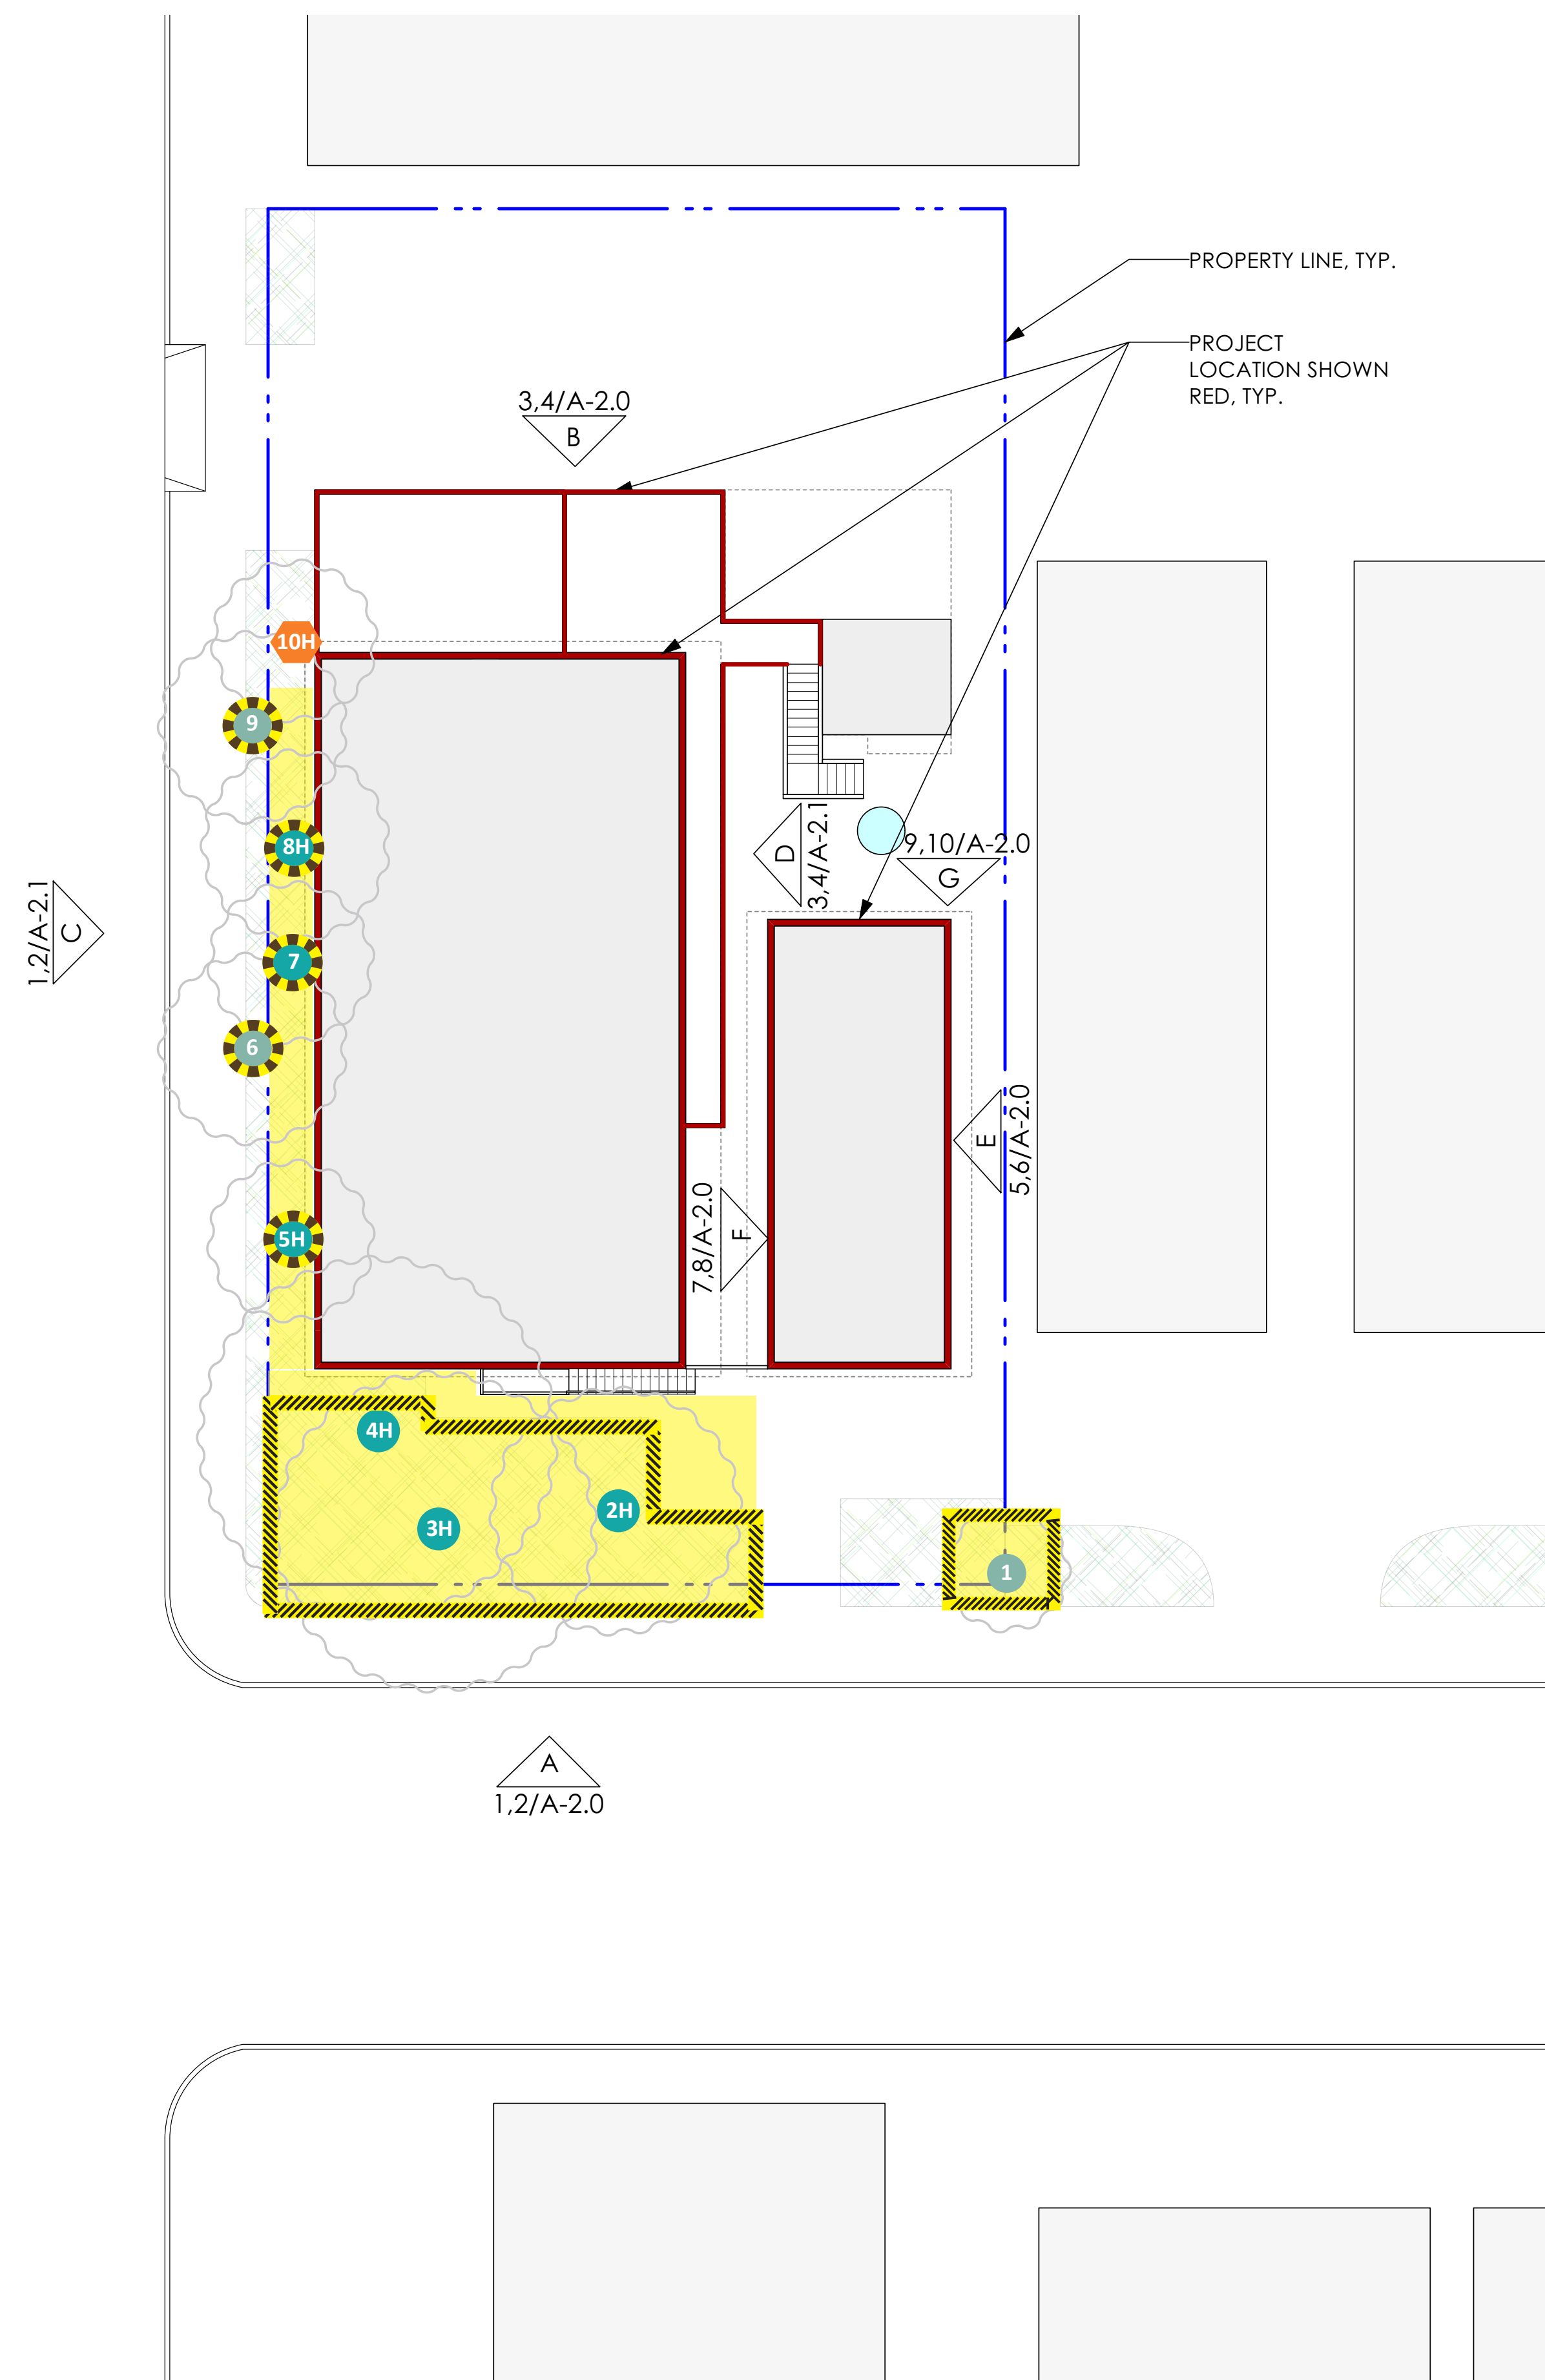 PROPERTY LINE, TYP.
PROJECT
LOCATION SHOWN
RED, TYP.
3,4/A-2.0
B
10H
9
8H
D
3,4/A-2.1
9,10/A-2.0
G
1,2/A-2.1
C
7
6
E
5,6/A-2.0
7,8/A-2.0
F
5H
4H
2H
3H
1
A
1,2/A-2.0